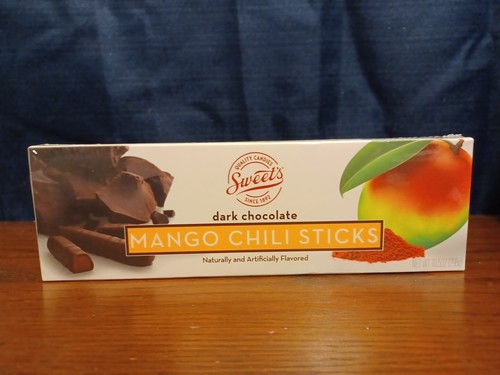 QUALITY CANDIES
Sweet's
SINCE 1892
dark chocolate
MANGO CHILI STICKS
Naturally and Artificially Flavored